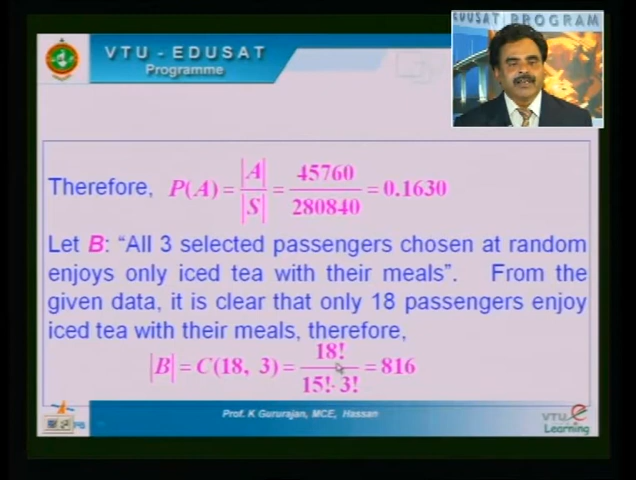 VTU - EDUSAT
Programme
EDUSAT PROGRAM
Therefore, P(A) = |A| / |S| = 45760 / 280840 = 0.1630
Let B: "All 3 selected passengers chosen at random
enjoys only iced tea with their meals". From the
given data, it is clear that only 18 passengers enjoy
iced tea with their meals, therefore,
|B| = C(18, 3) = 18! / 15!·3! = 816
Prof. K Gururajan, MCE, Hassan
VTU e
Learning